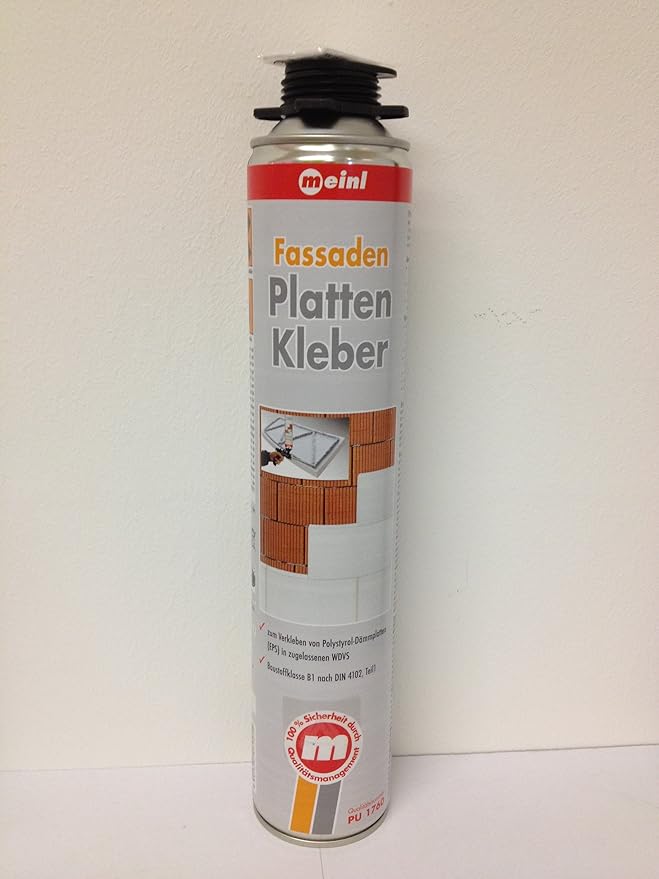 meinl
Fassaden
Platten
Kleber
✓ zum Verkleben von Polystyrol-Dämmplatten
(EPS) in zugelassenen WDVS
✓ Baustoffklasse B1 nach DIN 4102, Teil1
100 % Sicherheit durch
m
Qualitätsmanagement
PU 1760